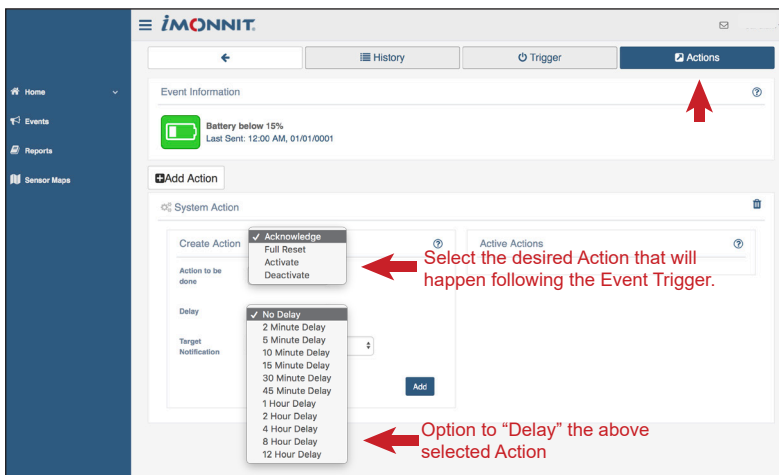 iMONNIT
History
Trigger
Actions
Home
Events
Reports
Sensor Maps
Event Information
Battery below 15%
Last Sent: 12:00 AM, 01/01/0001
Add Action
System Action
Create Action
Action to be
done
✓ Acknowledge
Full Reset
Activate
Deactivate
Active Actions
Select the desired Action that will
happen following the Event Trigger.
Delay
✓ No Delay
2 Minute Delay
5 Minute Delay
10 Minute Delay
15 Minute Delay
30 Minute Delay
45 Minute Delay
1 Hour Delay
2 Hour Delay
4 Hour Delay
8 Hour Delay
12 Hour Delay
Target
Notification
Add
Option to “Delay” the above
selected Action